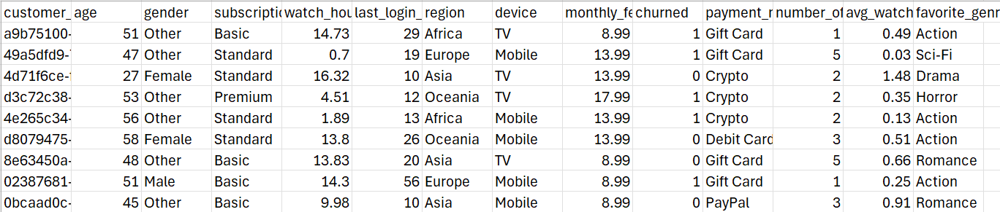 customer_ age gender subscriptio watch_hou last_login_ region device monthly_fe churned payment_r number_of avg_watch favorite_genr
a9b75100- 51 Other Basic 14.73 29 Africa TV 8.99 1 Gift Card 1 0.49 Action
49a5dfd9- 47 Other Standard 0.7 19 Europe Mobile 13.99 1 Gift Card 5 0.03 Sci-Fi
4d71f6ce- 27 Female Standard 16.32 10 Asia TV 13.99 0 Crypto 2 1.48 Drama
d3c72c38- 53 Other Premium 4.51 12 Oceania TV 17.99 1 Crypto 2 0.35 Horror
4e265c34- 56 Other Standard 1.89 13 Africa Mobile 13.99 1 Crypto 2 0.13 Action
d8079475- 58 Female Standard 13.8 26 Oceania Mobile 13.99 0 Debit Card 3 0.51 Action
8e63450a- 48 Other Basic 13.83 20 Asia TV 8.99 0 Gift Card 5 0.66 Romance
02387681- 51 Male Basic 14.3 56 Europe Mobile 8.99 1 Gift Card 1 0.25 Action
0bcaad0c- 45 Other Basic 9.98 10 Asia Mobile 8.99 0 PayPal 3 0.91 Romance